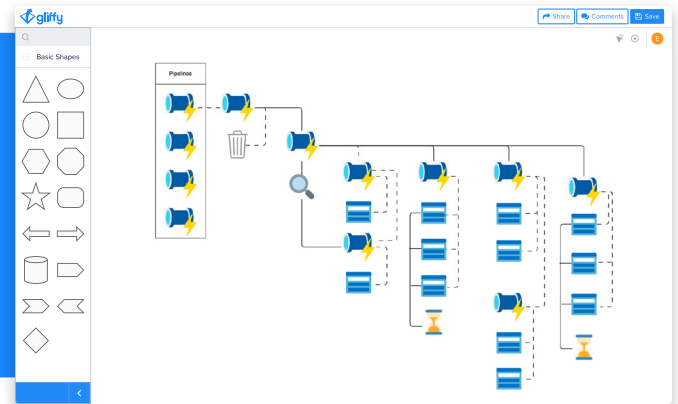 gliffy
Share
Comments
Save
Basic Shapes
E
Pipelines